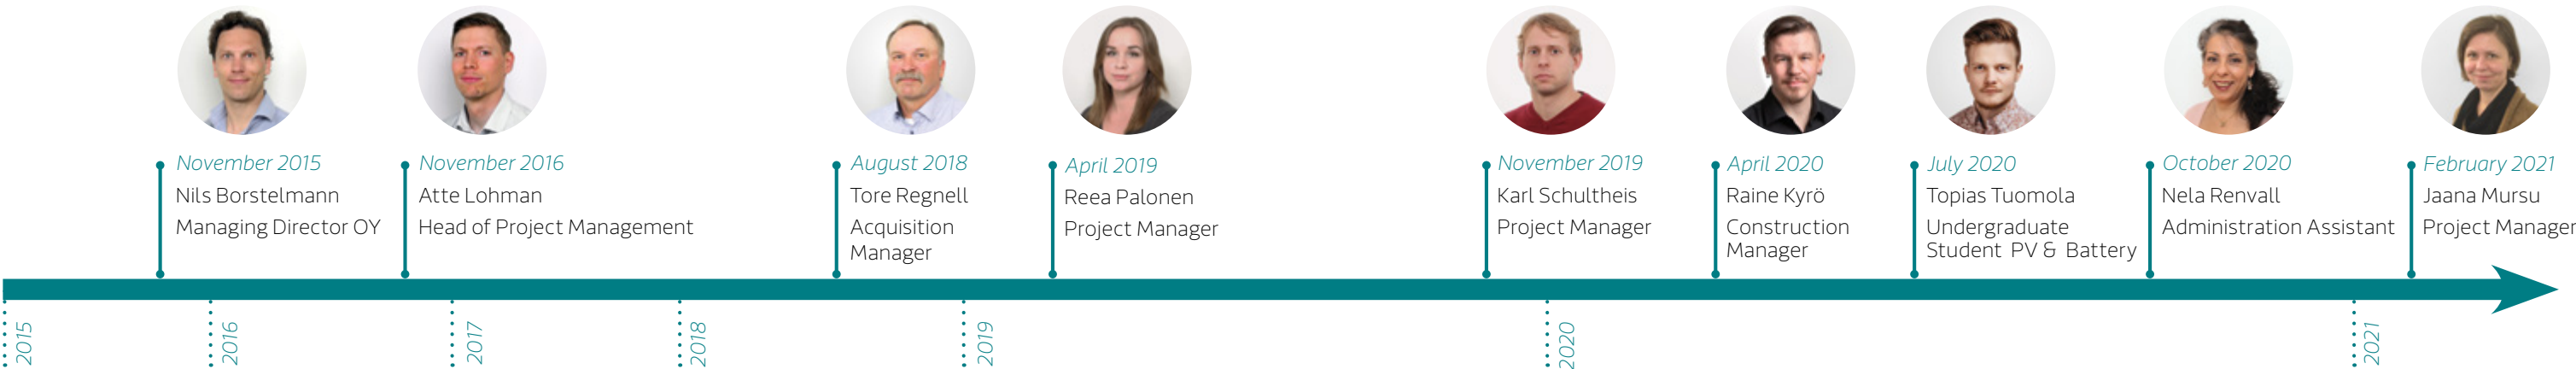 November 2015
Nils Borstelmann
Managing Director OY
November 2016
Atte Lohman
Head of Project Management
August 2018
Tore Regnell
Acquisition
Manager
April 2019
Reea Palonen
Project Manager
November 2019
Karl Schultheis
Project Manager
April 2020
Raine Kyrö
Construction
Manager
July 2020
Topias Tuomola
Undergraduate
Student PV & Battery
October 2020
Nela Renvall
Administration Assistant
February 2021
Jaana Mursu
Project Manager
2015
2016
2017
2018
2019
2020
2021